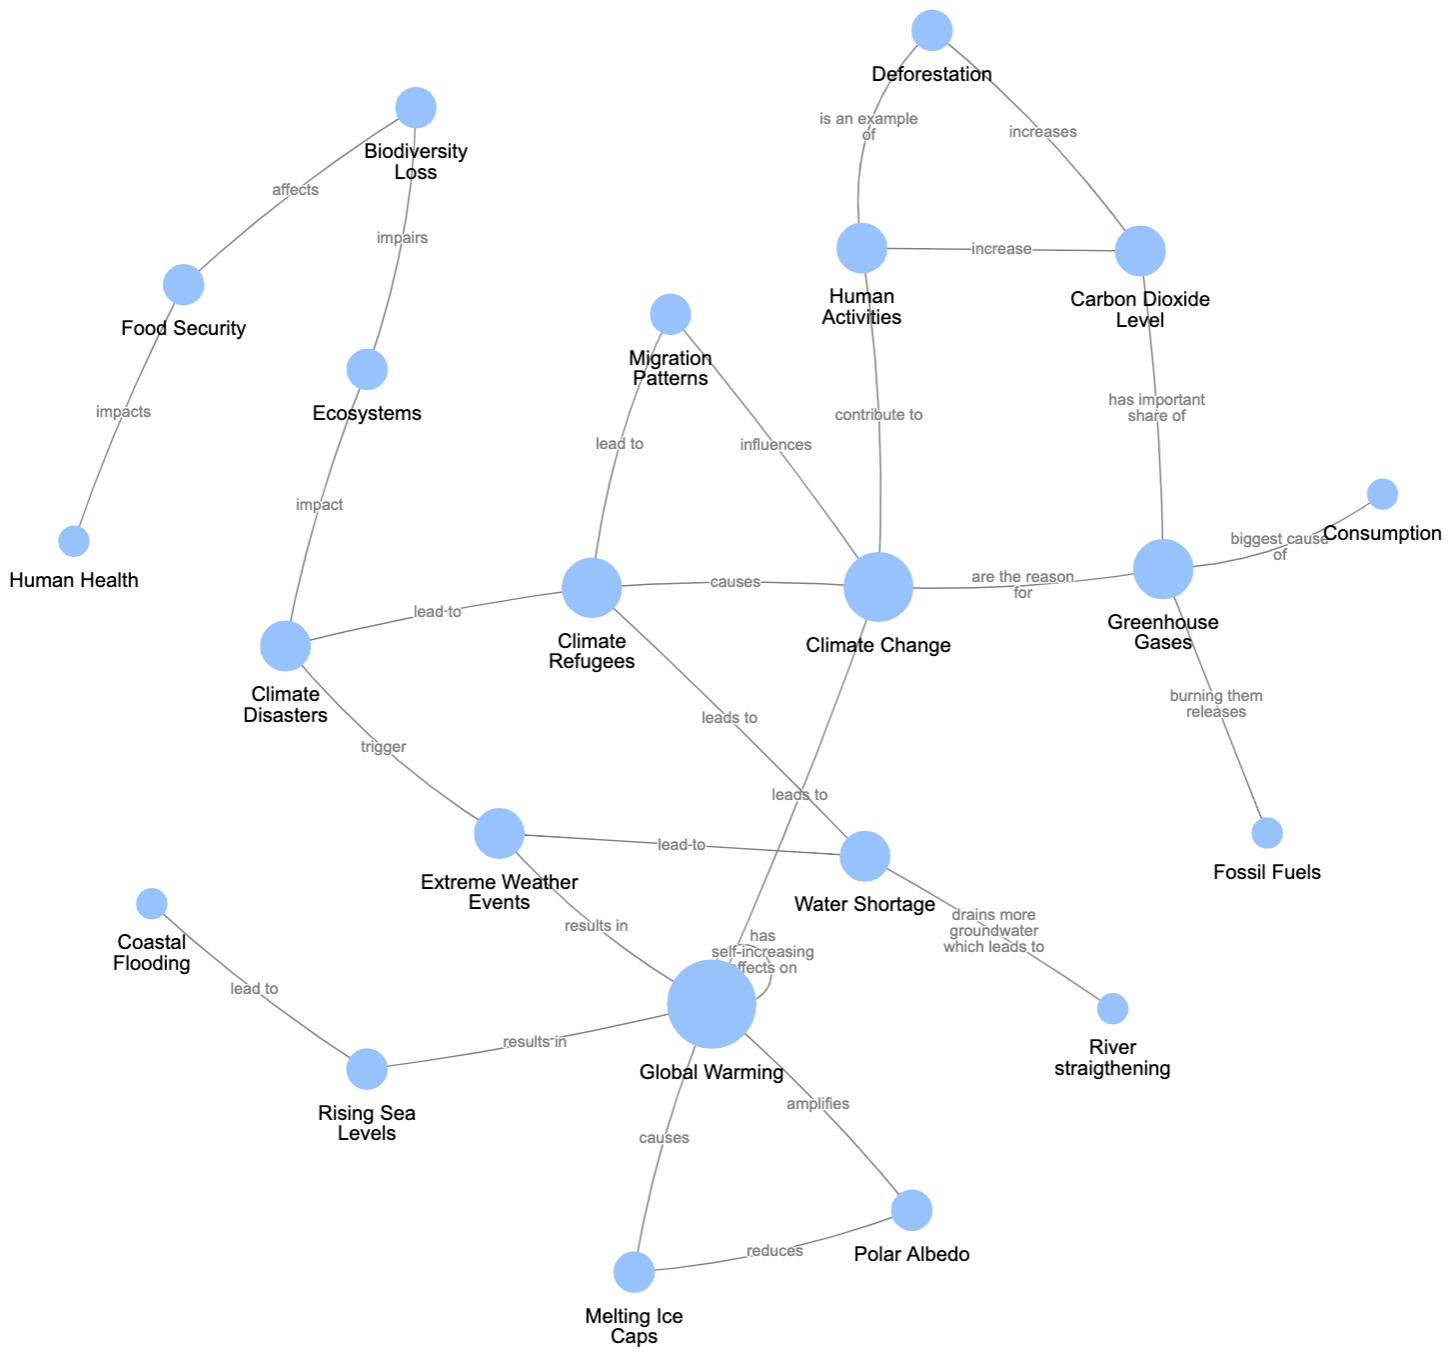 Deforestation
is an example
of
increases
Biodiversity
Loss
affects
impairs
increase
Human
Activities
Carbon Dioxide
Level
Food Security
Migration
Patterns
impacts
Ecosystems
contribute to
has important
share of
lead to
influences
impact
Consumption
biggest cause
of
Human Health
causes
are the reason
for
lead to
Climate
Refugees
Climate Change
Greenhouse
Gases
Climate
Disasters
burning them
releases
leads to
trigger
leads to
lead to
Fossil Fuels
Extreme Weather
Events
Water Shortage
drains more
groundwater
which leads to
results in
has
self-increasing
effects on
Coastal
Flooding
lead to
results in
River
straigthening
Global Warming
Rising Sea
Levels
amplifies
causes
reduces
Polar Albedo
Melting Ice
Caps